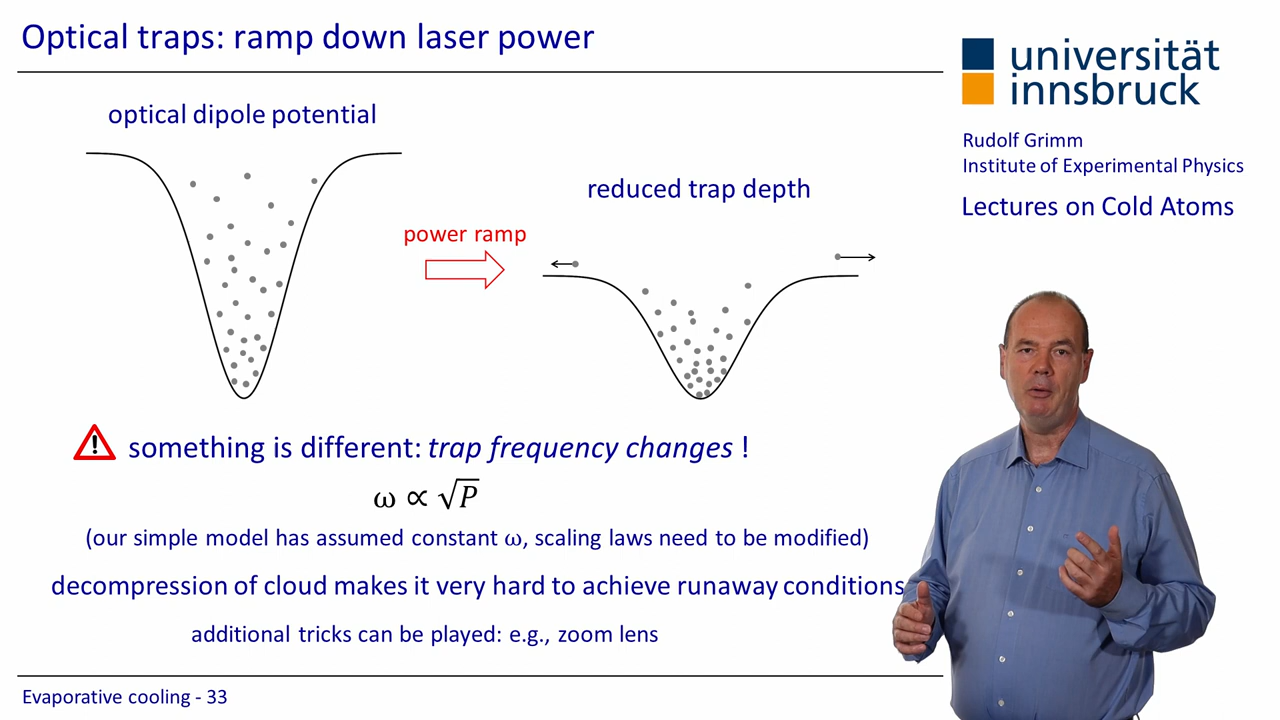 Optical traps: ramp down laser power
universität
innsbruck
Rudolf Grimm
Institute of Experimental Physics
Lectures on Cold Atoms
optical dipole potential
reduced trap depth
power ramp
! something is different: trap frequency changes !
ω ∝ √P
(our simple model has assumed constant ω, scaling laws need to be modified)
decompression of cloud makes it very hard to achieve runaway conditions
additional tricks can be played: e.g., zoom lens
Evaporative cooling - 33